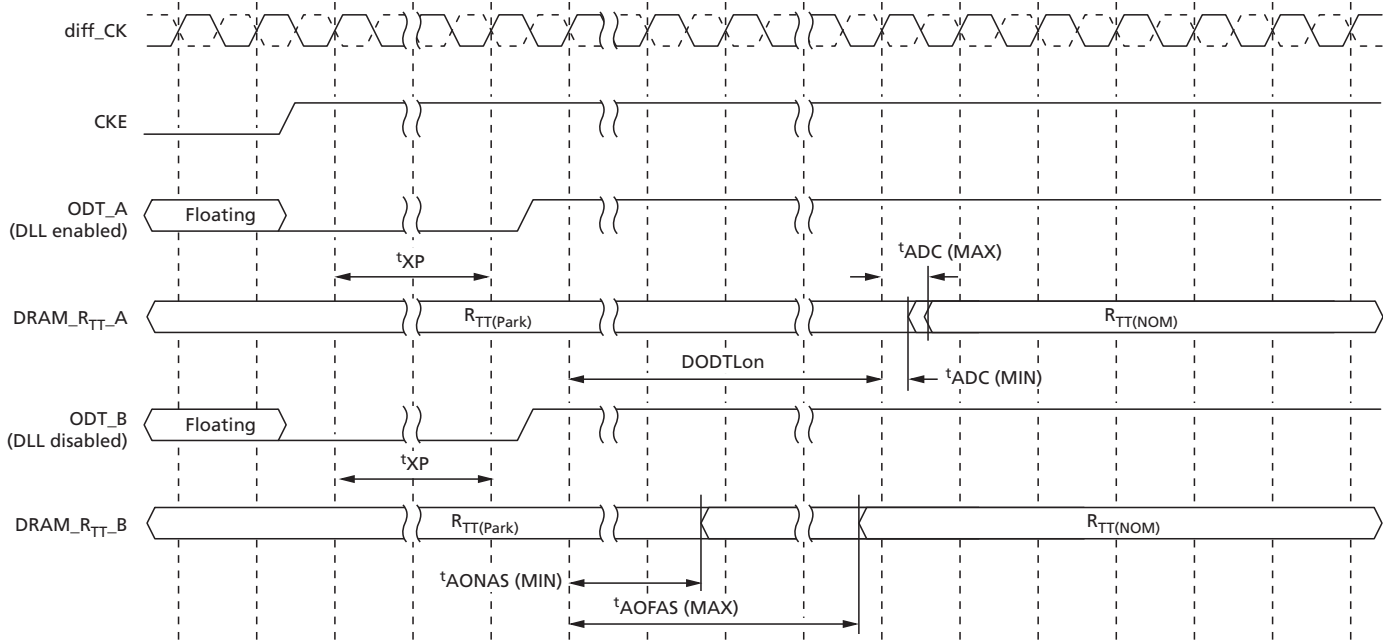 diff_CK
CKE
ODT_A
(DLL enabled)
Floating
tXP
tADC (MAX)
DRAM_RTT_A
RTT(Park)
RTT(NOM)
DODTLon
tADC (MIN)
ODT_B
(DLL disabled)
Floating
tXP
DRAM_RTT_B
RTT(Park)
RTT(NOM)
tAONAS (MIN)
tAOFAS (MAX)